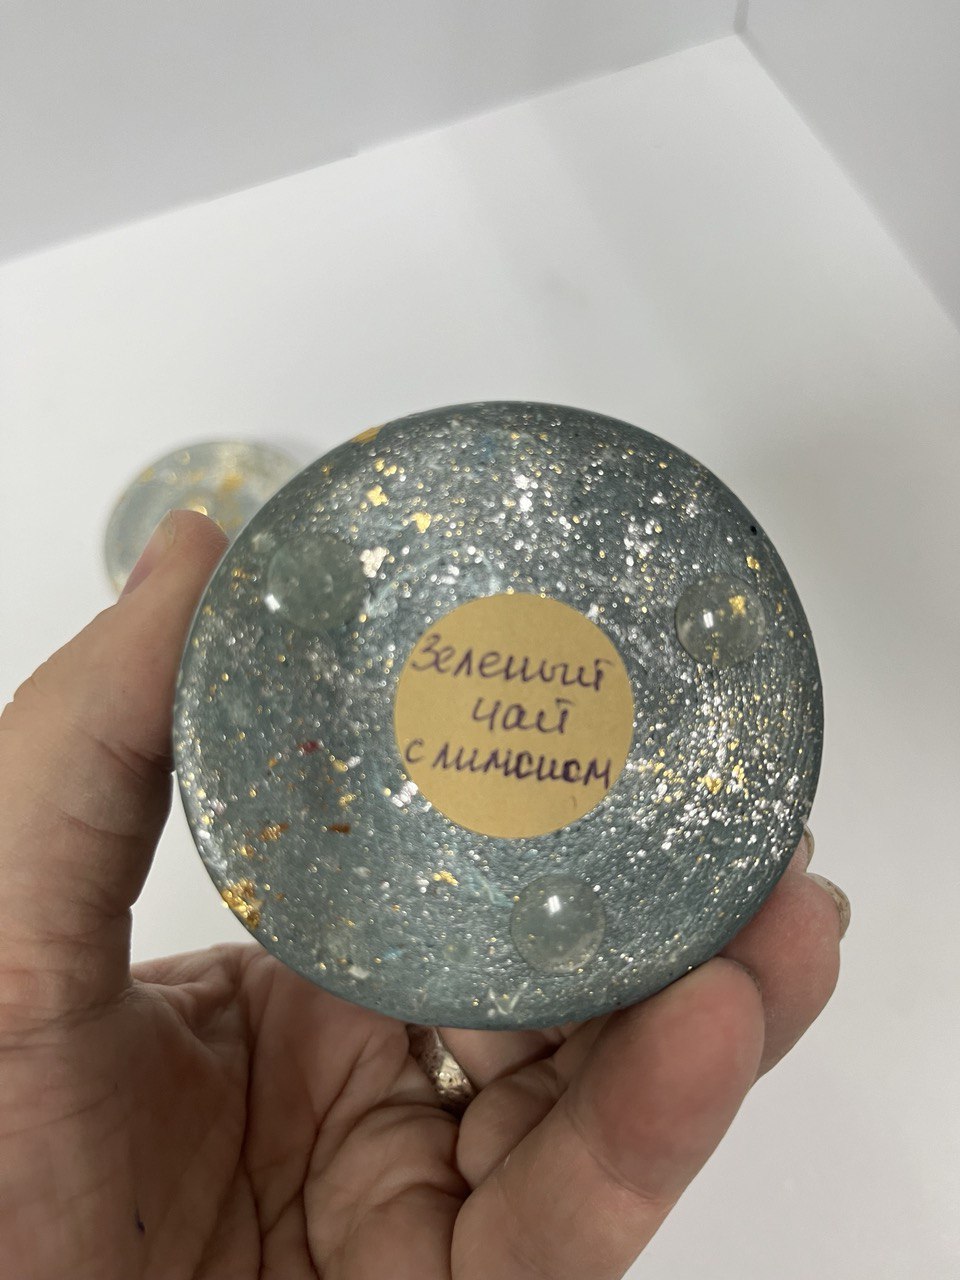 Зеленый
чай
с лимоном